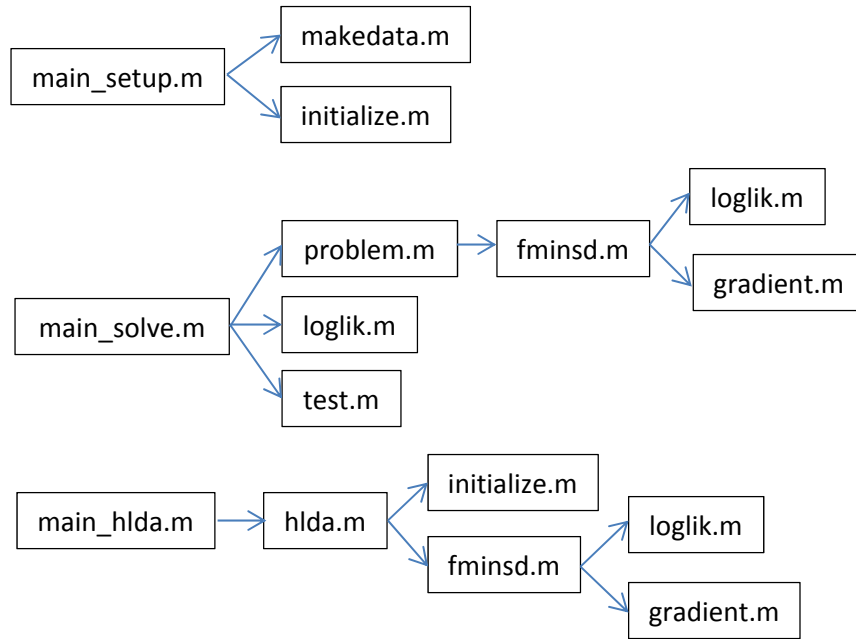 makedata.m
main_setup.m
initialize.m
loglik.m
problem.m
fminsd.m
gradient.m
main_solve.m
loglik.m
test.m
initialize.m
main_hlda.m
hlda.m
loglik.m
fminsd.m
gradient.m